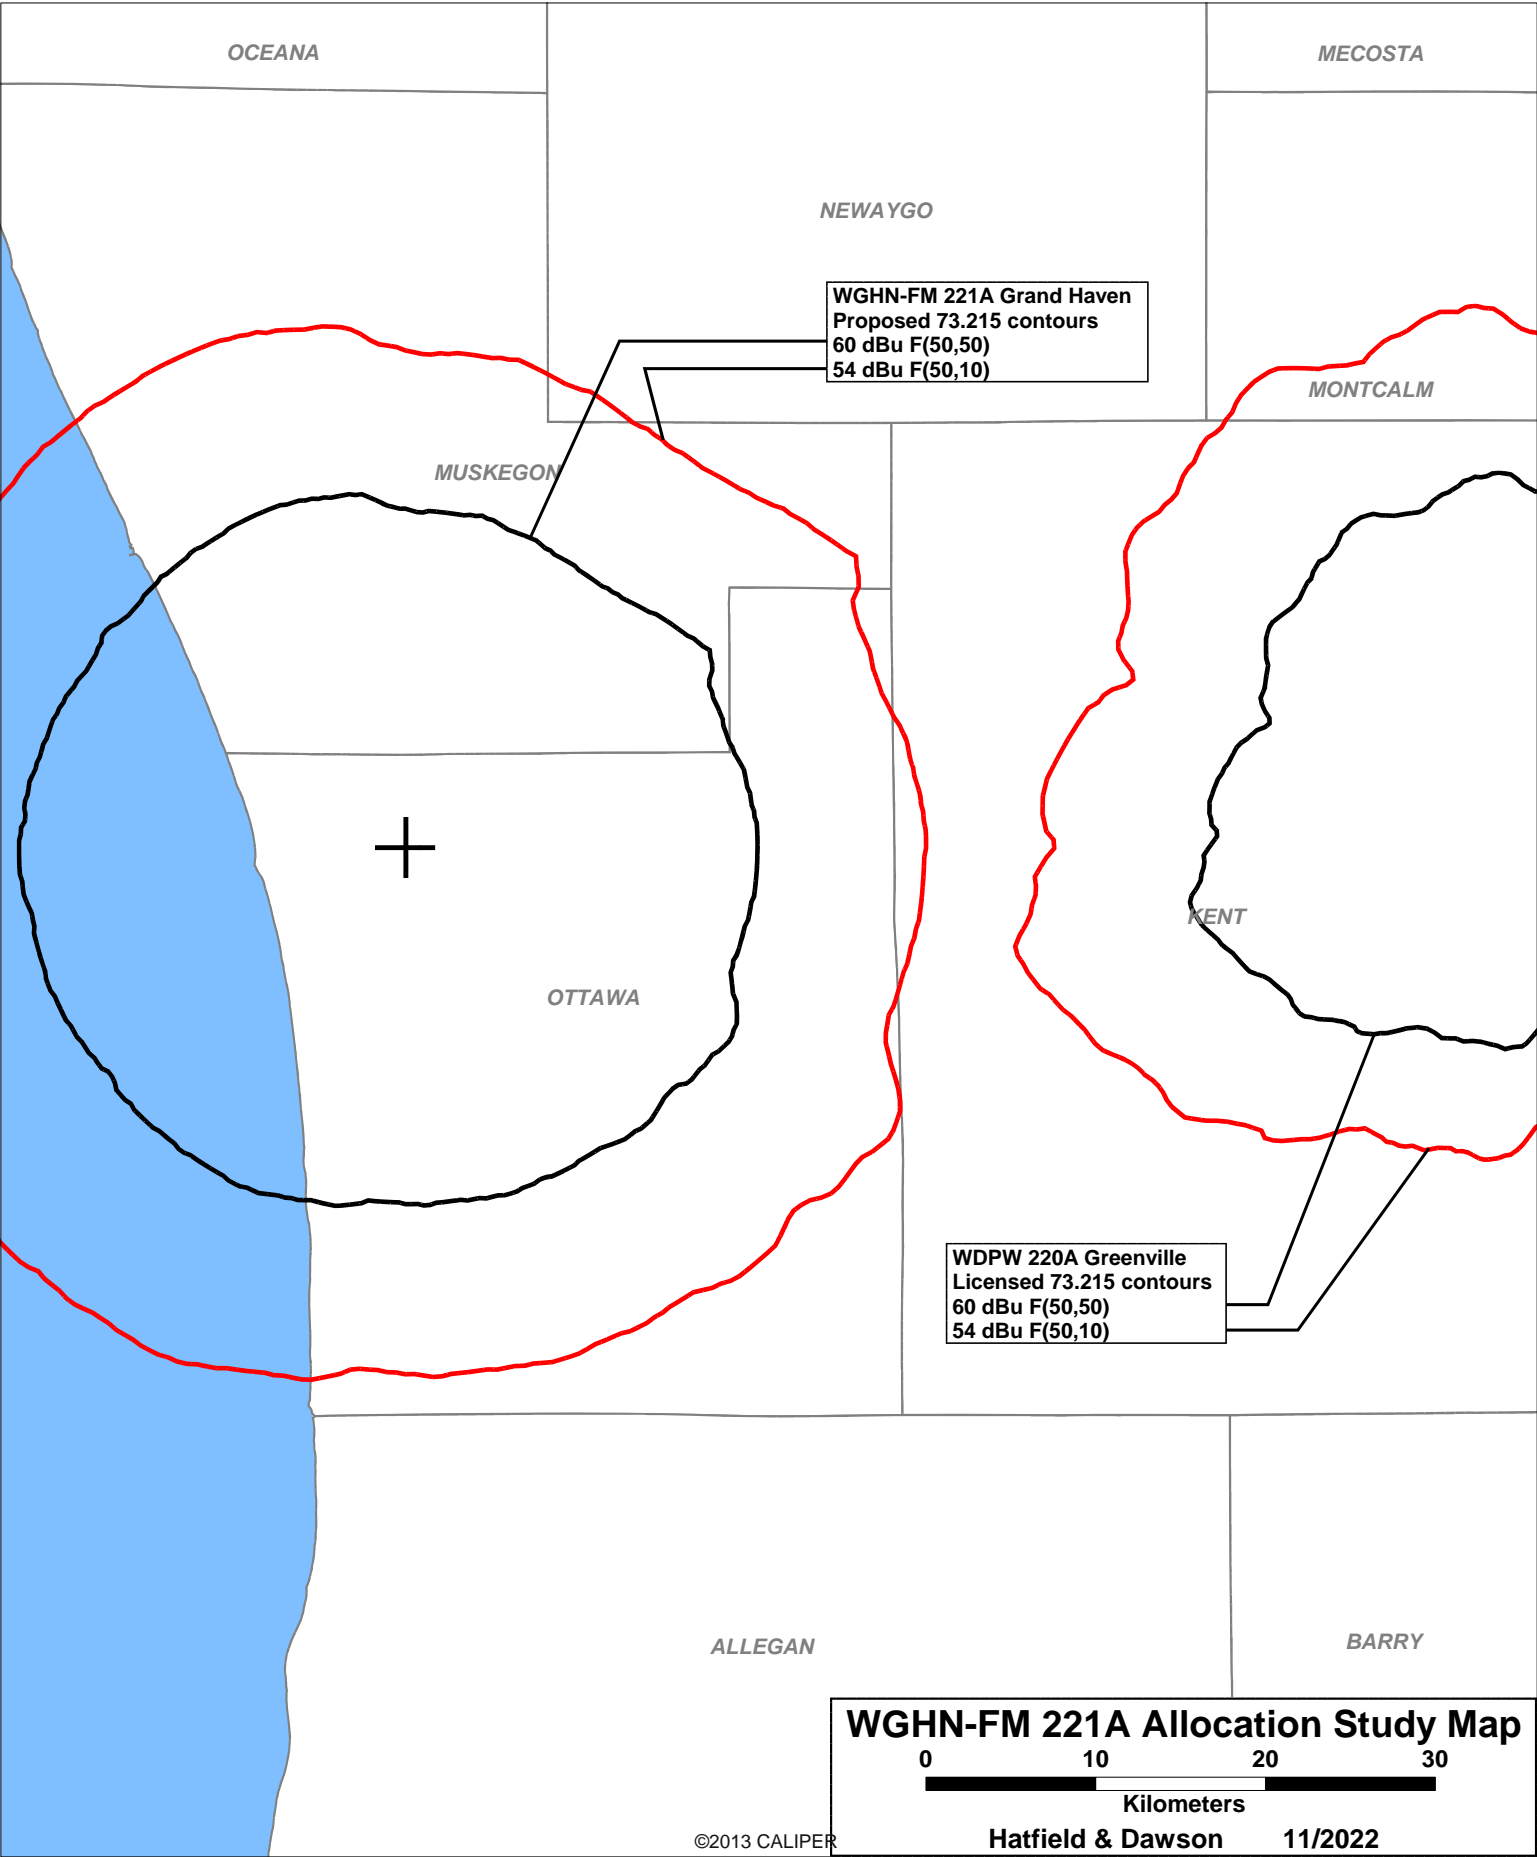 OCEANA
MECOSTA
NEWAYGO
WGHN-FM 221A Grand Haven
Proposed 73.215 contours
60 dBu F(50,50)
54 dBu F(50,10)
MONTCALM
MUSKEGON
KENT
OTTAWA
WDPW 220A Greenville
Licensed 73.215 contours
60 dBu F(50,50)
54 dBu F(50,10)
ALLEGAN
BARRY
WGHN-FM 221A Allocation Study Map
0 10 20 30
Kilometers
Hatfield & Dawson 11/2022
©2013 CALIPER